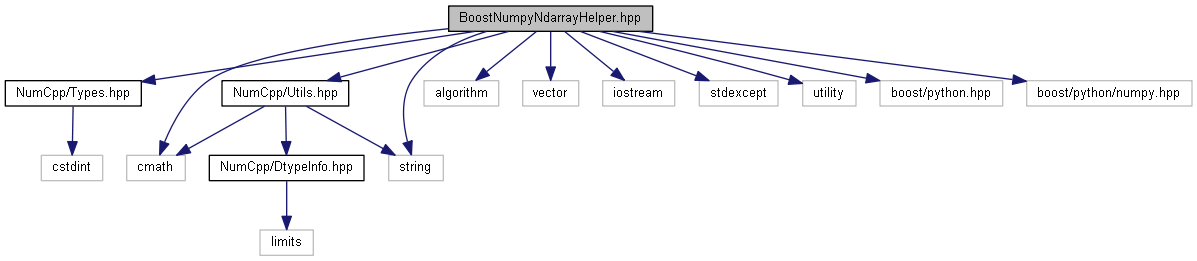 BoostNumpyNdarrayHelper.hpp
NumCpp/Types.hpp
NumCpp/Utils.hpp
algorithm
vector
iostream
stdexcept
utility
boost/python.hpp
boost/python/numpy.hpp
cstdint
cmath
NumCpp/DtypeInfo.hpp
string
limits